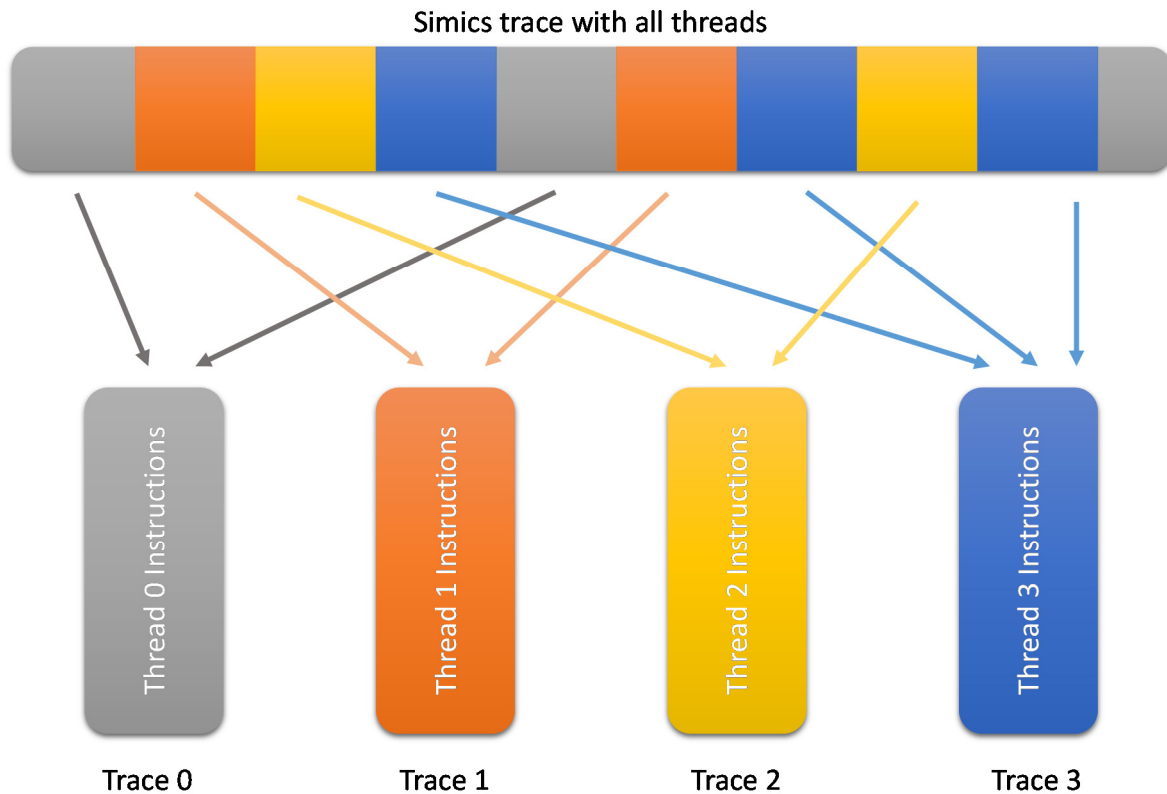 Simics trace with all threads
Thread 0 Instructions
Thread 1 Instructions
Thread 2 Instructions
Thread 3 Instructions
Trace 0
Trace 1
Trace 2
Trace 3